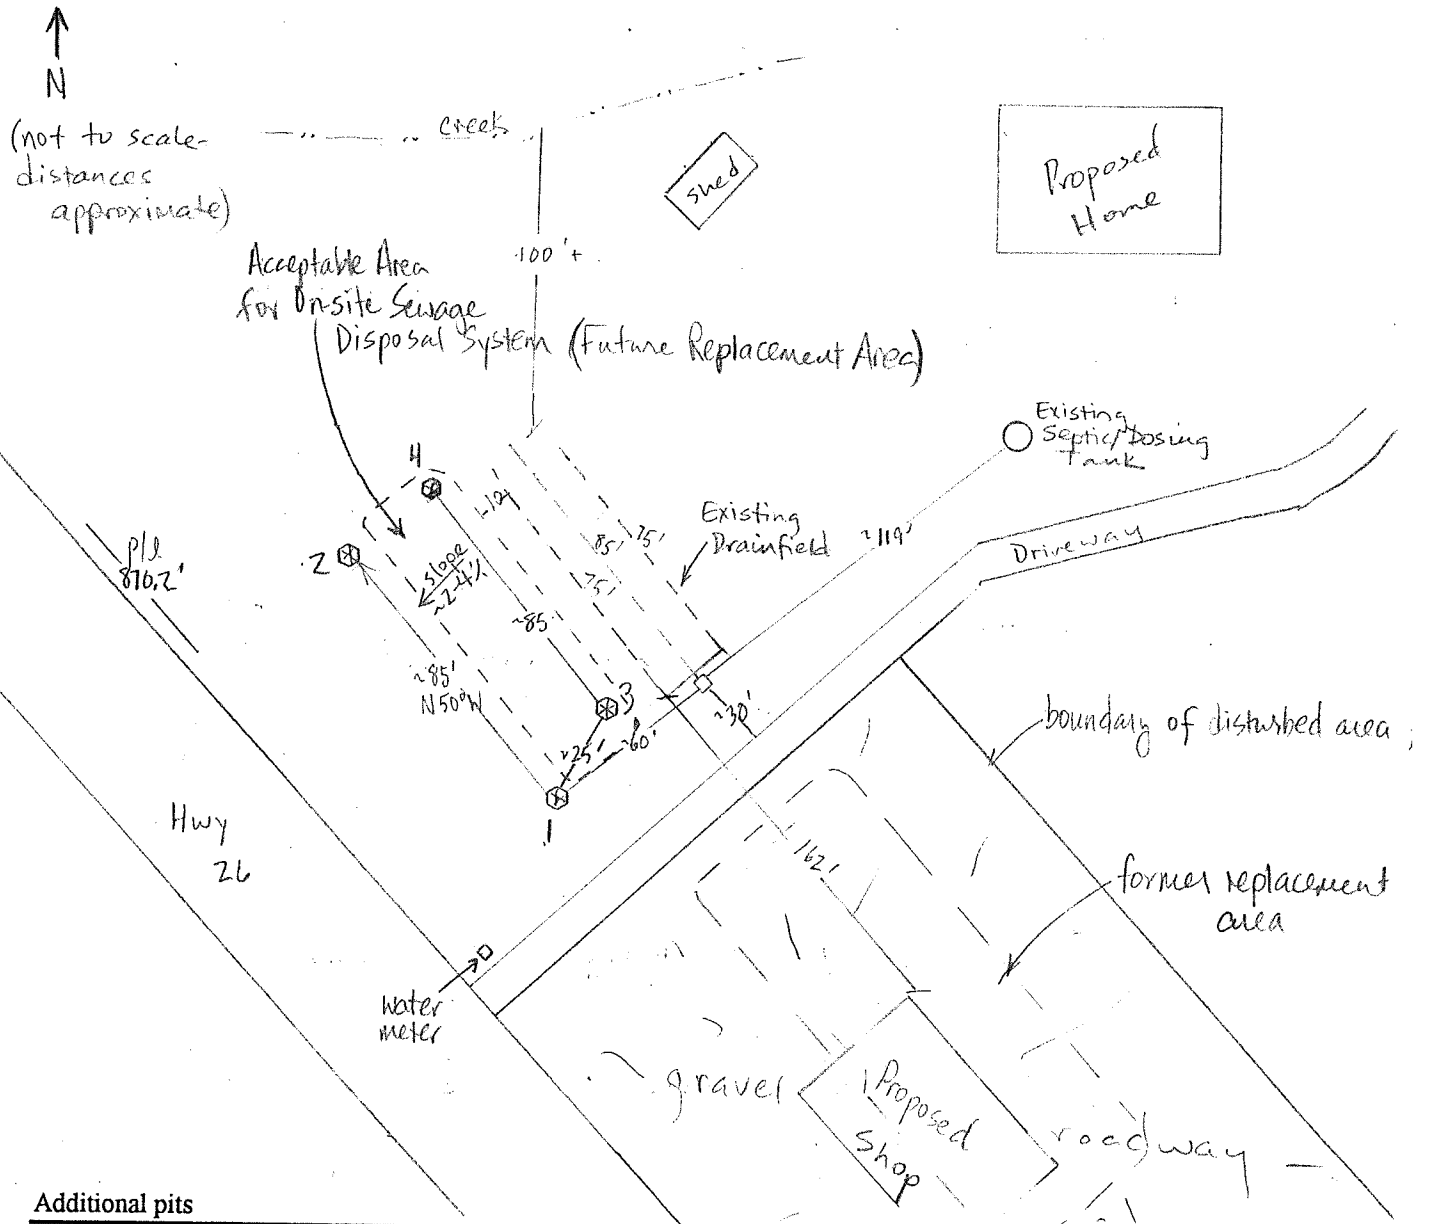 N
(not to scale-
distances
approximate)
creek
shed
Proposed
Home
100'+
Acceptable Area
for On-site Sewage
Disposal System (Future Replacement Area)
Existing
Septic/Dosing
Tank
4
~10'
Existing
Drainfield
~119'
Driveway
p/l
870.2'
2
slope
~2-4%
85'
75'
75'
~85'
~85'
N50°W
3
~30'
~25'
~60'
1
boundary of disturbed area
Hwy
26
162'
former replacement
area
water
meter
gravel
Proposed
Shop
roadway
Additional pits